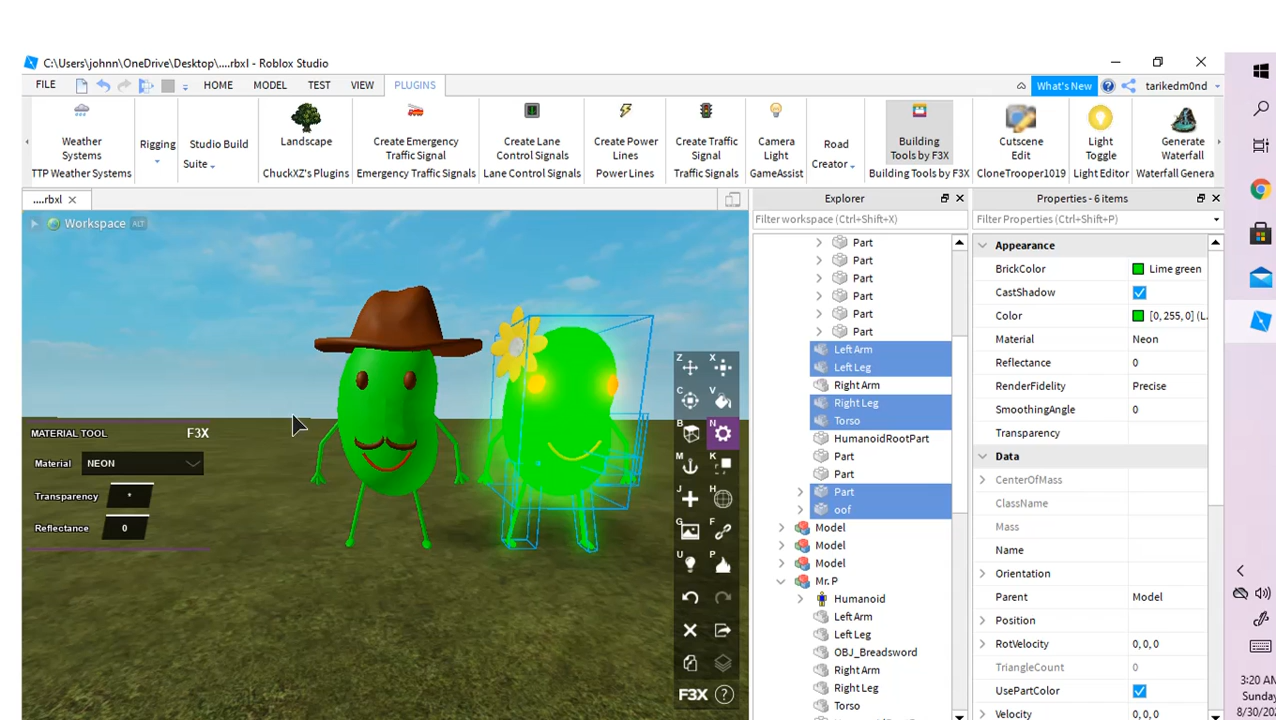 C:\Users\johnn\OneDrive\Desktop\....rbxl - Roblox Studio
FILE HOME MODEL TEST VIEW PLUGINS What's New tarikedm0nd
Weather Systems
TTP Weather Systems
Rigging
Studio Build Suite
Landscape
ChuckXZ's Plugins
Create Emergency Traffic Signal
Emergency Traffic Signals
Create Lane Control Signals
Lane Control Signals
Create Power Lines
Power Lines
Create Traffic Signal
Traffic Signals
Camera Light
GameAssist
Road Creator
Building Tools by F3X
Building Tools by F3X
Cutscene Edit
CloneTrooper1019
Light Toggle
Light Editor
Generate Waterfall
Waterfall Genera
....rbxl
Workspace ALT
MATERIAL TOOL F3X
Material NEON
Transparency *
Reflectance 0
Z X
C V
B N
M K
J H
G F
U P
F3X ?
Explorer
Filter workspace (Ctrl+Shift+X)
Part
Part
Part
Part
Part
Part
Left Arm
Left Leg
Right Arm
Right Leg
Torso
HumanoidRootPart
Part
Part
Part
oof
Model
Model
Model
Mr. P
Humanoid
Left Arm
Left Leg
OBJ_Breadsword
Right Arm
Right Leg
Torso
Properties - 6 items
Filter Properties (Ctrl+Shift+P)
Appearance
BrickColor Lime green
CastShadow
Color [0, 255, 0] (L...
Material Neon
Reflectance 0
RenderFidelity Precise
SmoothingAngle 0
Transparency
Data
CenterOfMass
ClassName
Mass
Name
Orientation
Parent Model
Position
RotVelocity 0, 0, 0
TriangleCount 0
UsePartColor
Velocity 0, 0, 0
3:20 AM
Sunday
8/30/20